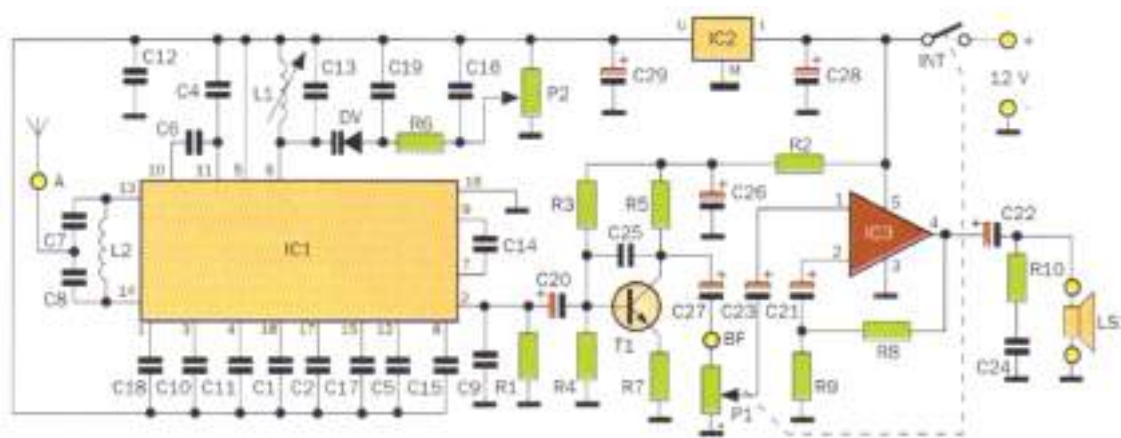 U IC2 I
M
INT
+
12 V
-
C12
C4
L1
C13
C19
C16
P2
C29
C28
C6
DV
R6
R2
10 11 5 6
A
13
16
9
7
2
14
C7
L2
C8
IC1
C14
R3
R5
C26
C25
C20
T1
C27
C23
C21
1
2
5
4
3
IC3
C22
R10
LS
BF
R8
3 4 18 17 15 12 8
C18 C10 C11 C1 C2 C17 C5 C15 C9 R1 R4 R7 P1 R9 C24